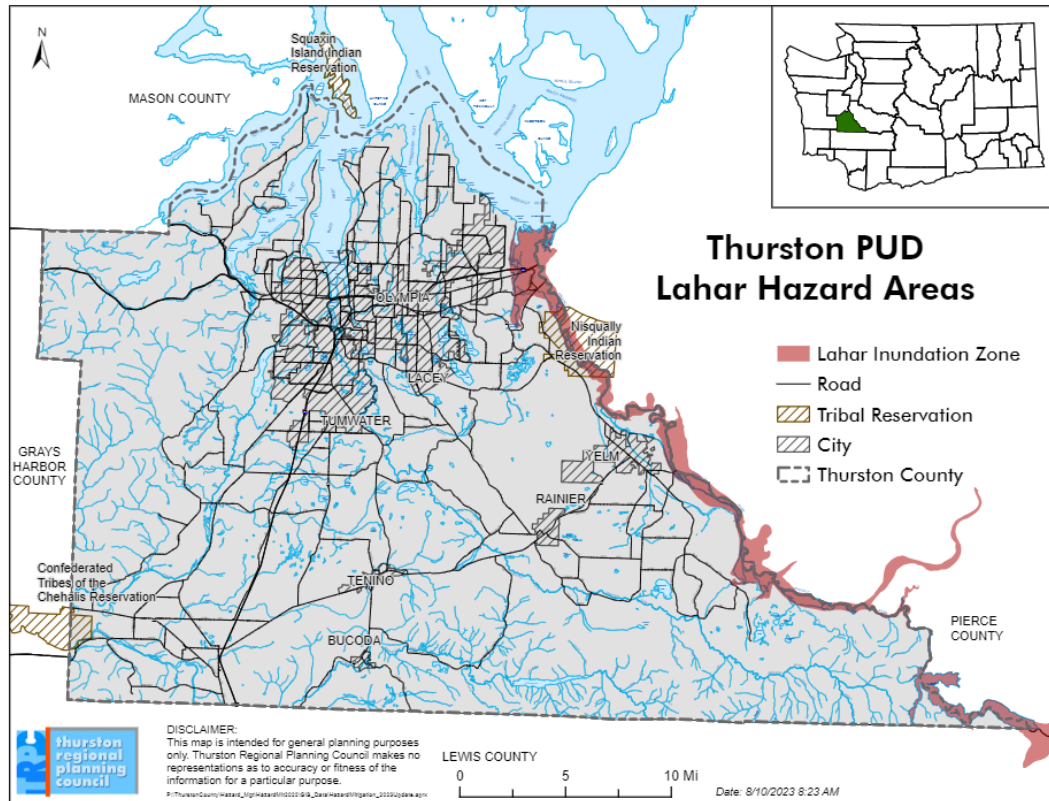 N
Squaxin
Island Indian
Reservation
MASON COUNTY
Thurston PUD
Lahar Hazard Areas
Lahar Inundation Zone
Road
Tribal Reservation
City
Thurston County
OLYMPIA
Nisqually
Indian
Reservation
LACEY
TUMWATER
GRAYS
HARBOR
COUNTY
YELM
RAINIER
Confederated
Tribes of the
Chehalis Reservation
TENINO
BUCODA
PIERCE
COUNTY
TRPC
thurston
regional
planning
council
DISCLAIMER:
This map is intended for general planning purposes
only. Thurston Regional Planning Council makes no
representations as to accuracy or fitness of the
information for a particular purpose.
LEWIS COUNTY
0 5 10 Mi
Date: 8/10/2023 8:23 AM